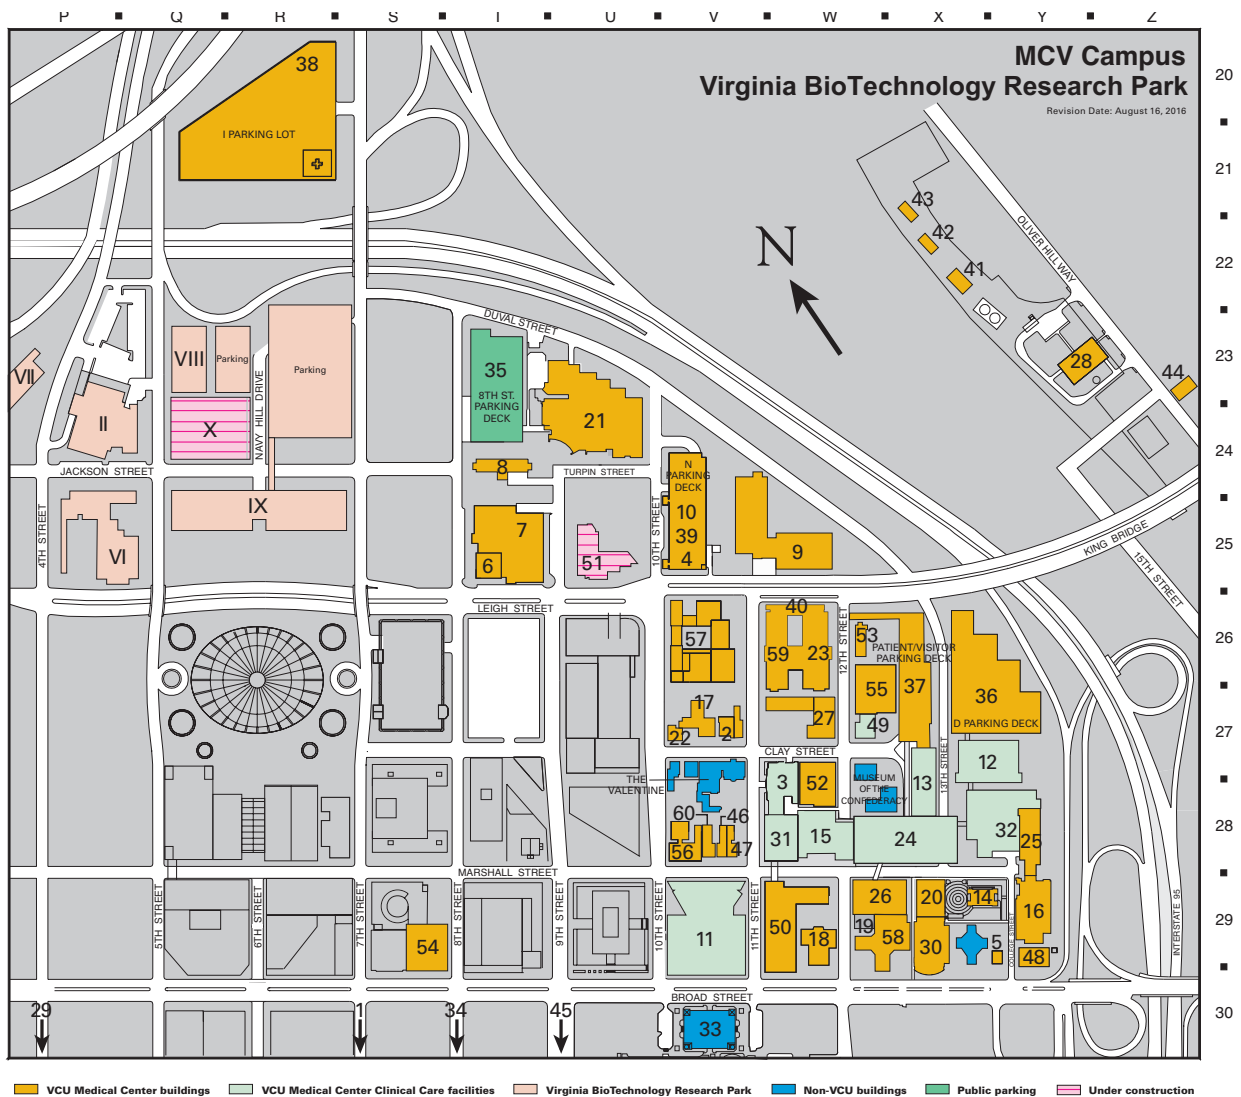 P Q R S I U V W X Y Z
MCV Campus
Virginia BioTechnology Research Park
Revision Date: August 16, 2016
20
21
22
23
24
25
26
27
28
29
30
38
I PARKING LOT
43
42
41
OLIVER HILL WAY
28
44
N
DUVAL STREET
35
8TH ST.
PARKING
DECK
21
VII
VIII
Parking
Parking
II
X
NAVY HILL DRIVE
JACKSON STREET
8
TURPIN STREET
N
PARKING
DECK
10
39
4
10TH STREET
4TH STREET
VI
IX
7
6
51
9
KING BRIDGE
15TH STREET
LEIGH STREET
57
40
59
23
12TH STREET
53
PATIENT/VISITOR
PARKING DECK
55
37
49
36
D PARKING DECK
17
22
2
27
CLAY STREET
13TH STREET
THE
VALENTINE
3
52
MUSEUM
OF THE
CONFEDERACY
13
12
60
46
56
47
31
15
24
32
25
MARSHALL STREET
5TH STREET
6TH STREET
7TH STREET
8TH STREET
9TH STREET
10TH STREET
11TH STREET
54
11
50
18
26
19
58
20
30
14
5
COLLEGE STREET
16
48
INTERSTATE 95
BROAD STREET
29
1
34
45
33
VCU Medical Center buildings
VCU Medical Center Clinical Care facilities
Virginia BioTechnology Research Park
Non-VCU buildings
Public parking
Under construction